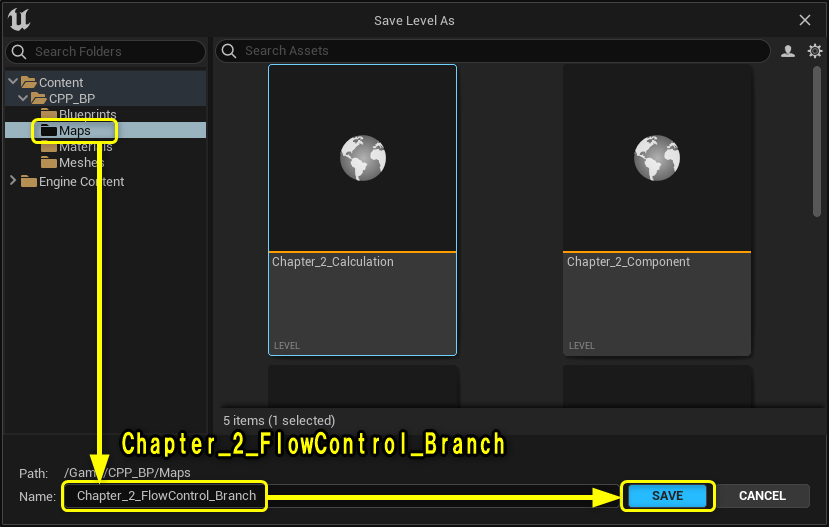 Save Level As
Search Folders
Search Assets
Content
CPP_BP
Blueprints
Maps
Materials
Meshes
Engine Content
Chapter_2_Calculation
LEVEL
Chapter_2_Component
LEVEL
5 items (1 selected)
Chapter_2_FlowControl_Branch
Path: /Game/CPP_BP/Maps
Name: Chapter_2_FlowControl_Branch
SAVE
CANCEL